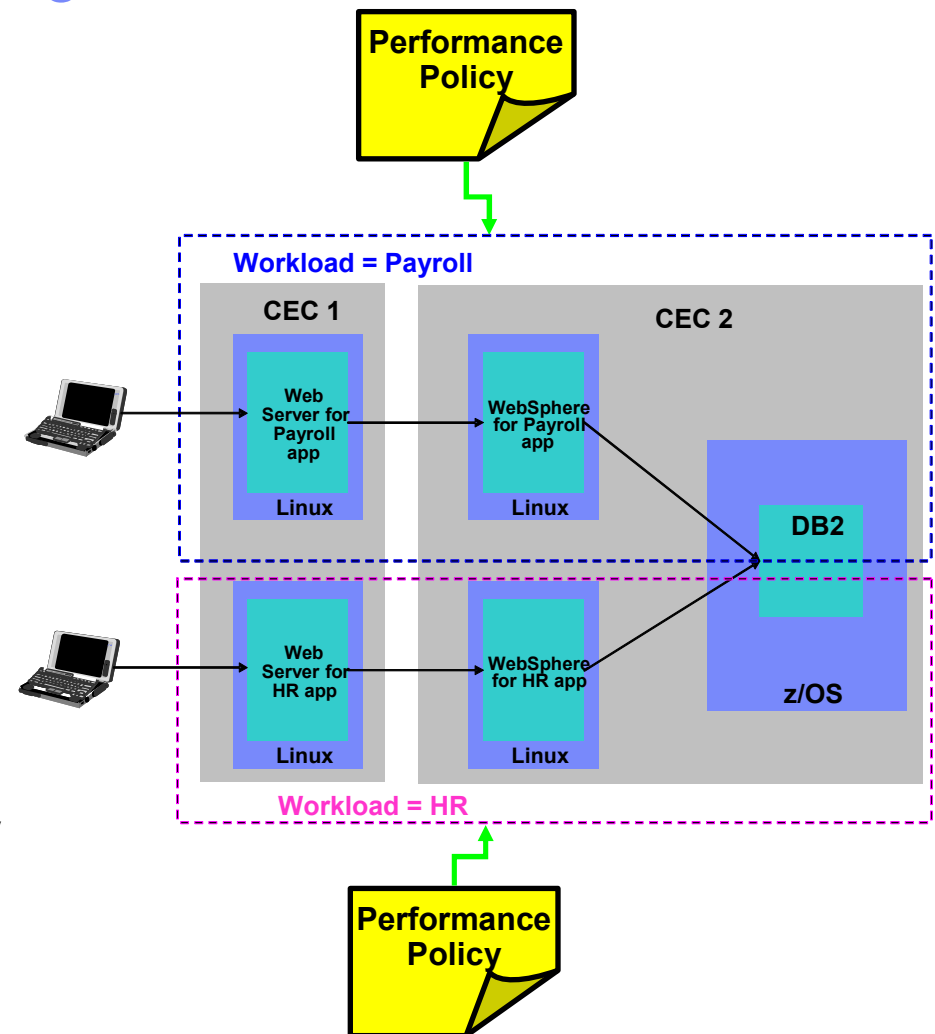 Performance
Policy
Workload = Payroll
CEC 1
CEC 2
Web
Server for
Payroll
app
Linux
WebSphere
for Payroll
app
Linux
DB2
z/OS
Web
Server for
HR app
Linux
WebSphere
for HR app
Linux
Workload = HR
Performance
Policy